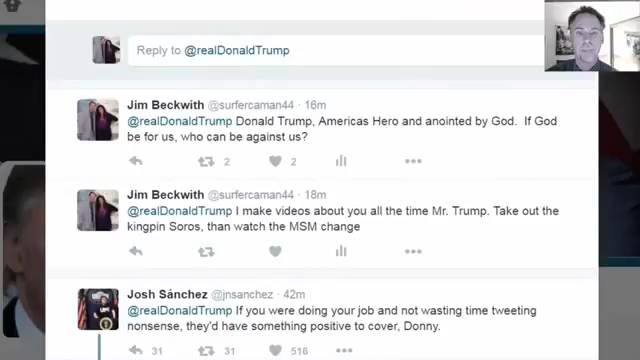 Reply to @realDonaldTrump
Jim Beckwith @surfercaman44 · 16m
@realDonaldTrump Donald Trump, Americas Hero and anointed by God. If God
be for us, who can be against us?
2 2
Jim Beckwith @surfercaman44 · 18m
@realDonaldTrump I make videos about you all the time Mr. Trump. Take out the
kingpin Soros, than watch the MSM change
Josh Sánchez @jnsanchez · 42m
@realDonaldTrump If you were doing your job and not wasting time tweeting
nonsense, they'd have something positive to cover, Donny.
31 31 516